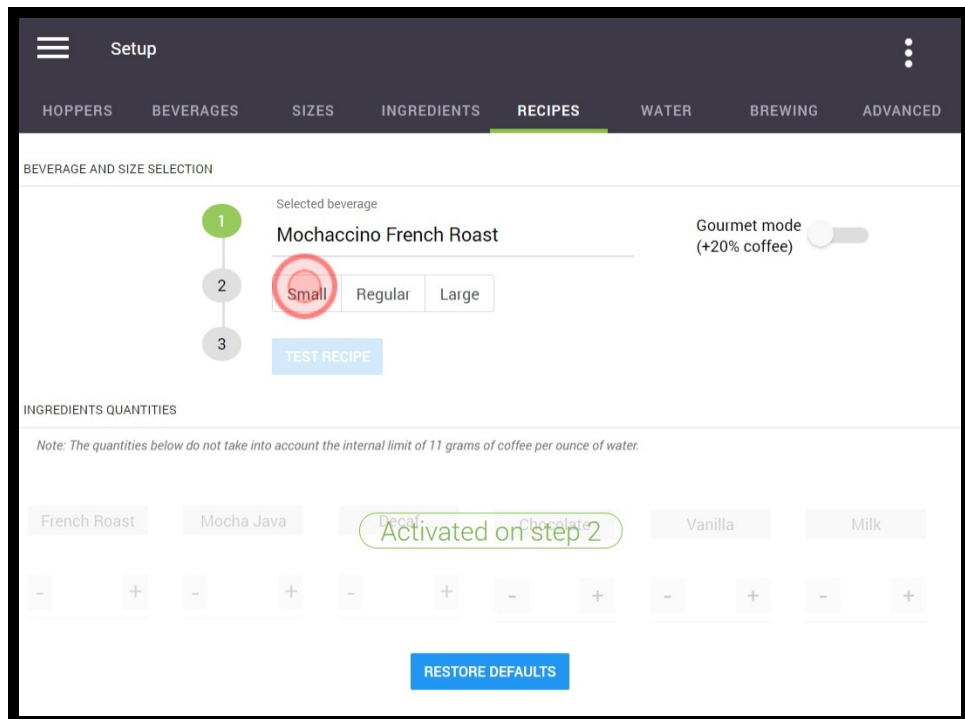 Setup
HOPPERS BEVERAGES SIZES INGREDIENTS RECIPES WATER BREWING ADVANCED
BEVERAGE AND SIZE SELECTION
1
Selected beverage
Mochaccino French Roast
Gourmet mode
(+20% coffee)
2
Small Regular Large
3
TEST RECIPE
INGREDIENTS QUANTITIES
Note: The quantities below do not take into account the internal limit of 11 grams of coffee per ounce of water.
French Roast Mocha Java Decaf Chocolate Vanilla Milk
Activated on step 2
- + - + - + - + - + - +
RESTORE DEFAULTS